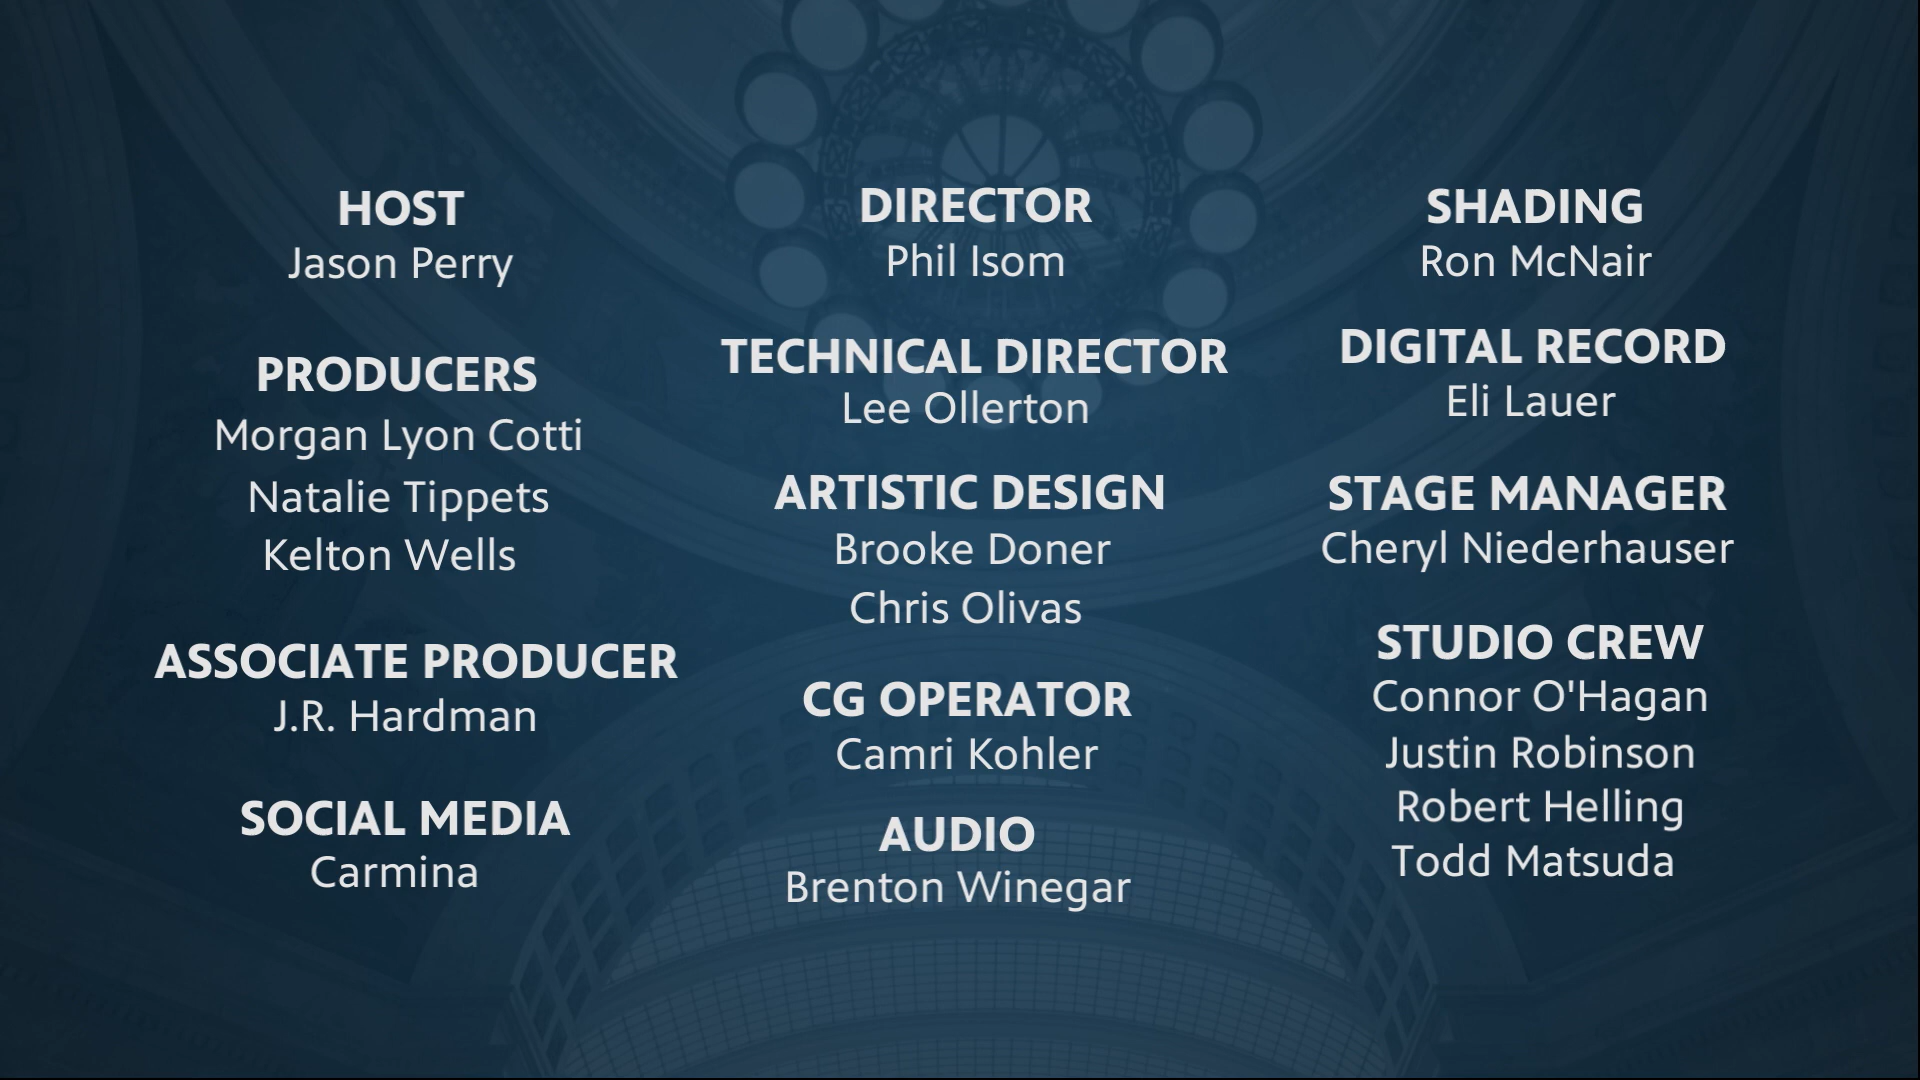 HOST
Jason Perry
PRODUCERS
Morgan Lyon Cotti
Natalie Tippets
Kelton Wells
ASSOCIATE PRODUCER
J.R. Hardman
SOCIAL MEDIA
Carmina
DIRECTOR
Phil Isom
TECHNICAL DIRECTOR
Lee Ollerton
ARTISTIC DESIGN
Brooke Doner
Chris Olivas
CG OPERATOR
Camri Kohler
AUDIO
Brenton Winegar
SHADING
Ron McNair
DIGITAL RECORD
Eli Lauer
STAGE MANAGER
Cheryl Niederhauser
STUDIO CREW
Connor O'Hagan
Justin Robinson
Robert Helling
Todd Matsuda